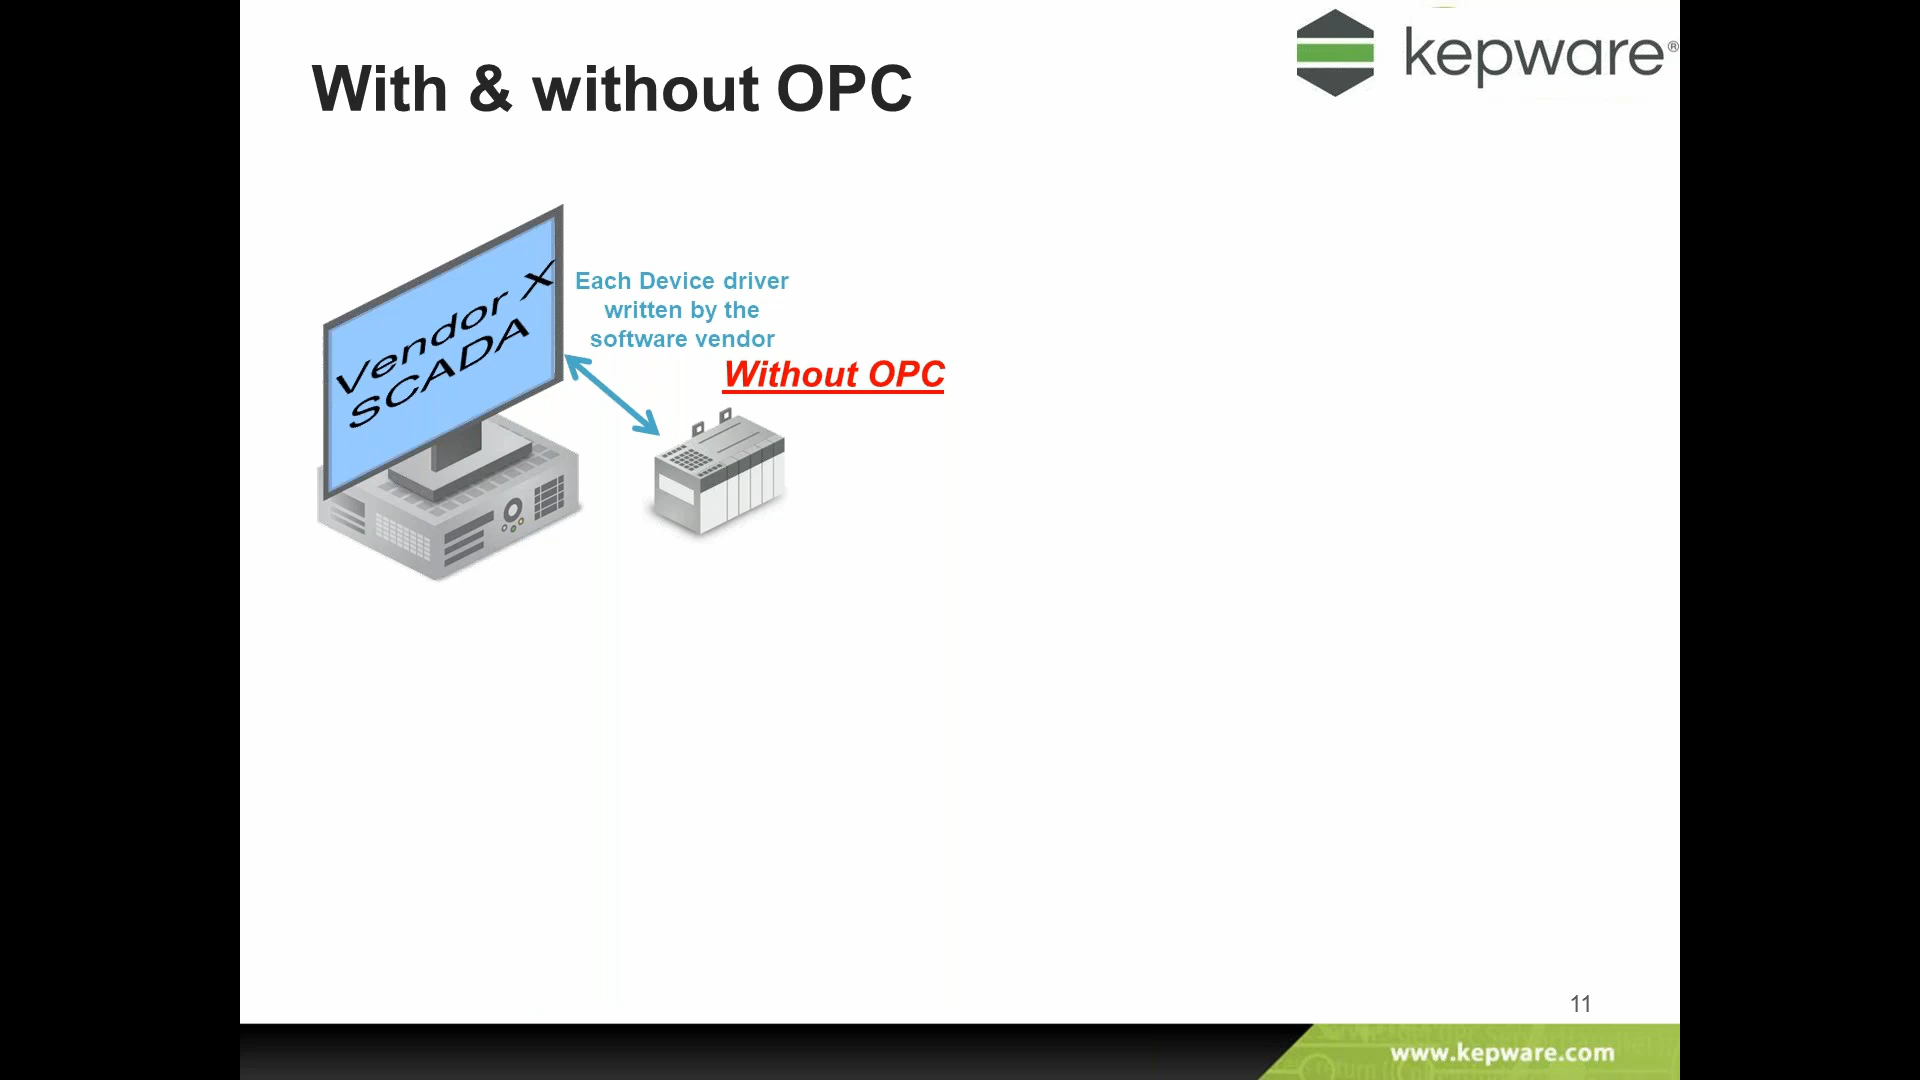 With & without OPC
kepware®
Vendor X
SCADA
Each Device driver
written by the
software vendor
Without OPC
11
www.kepware.com